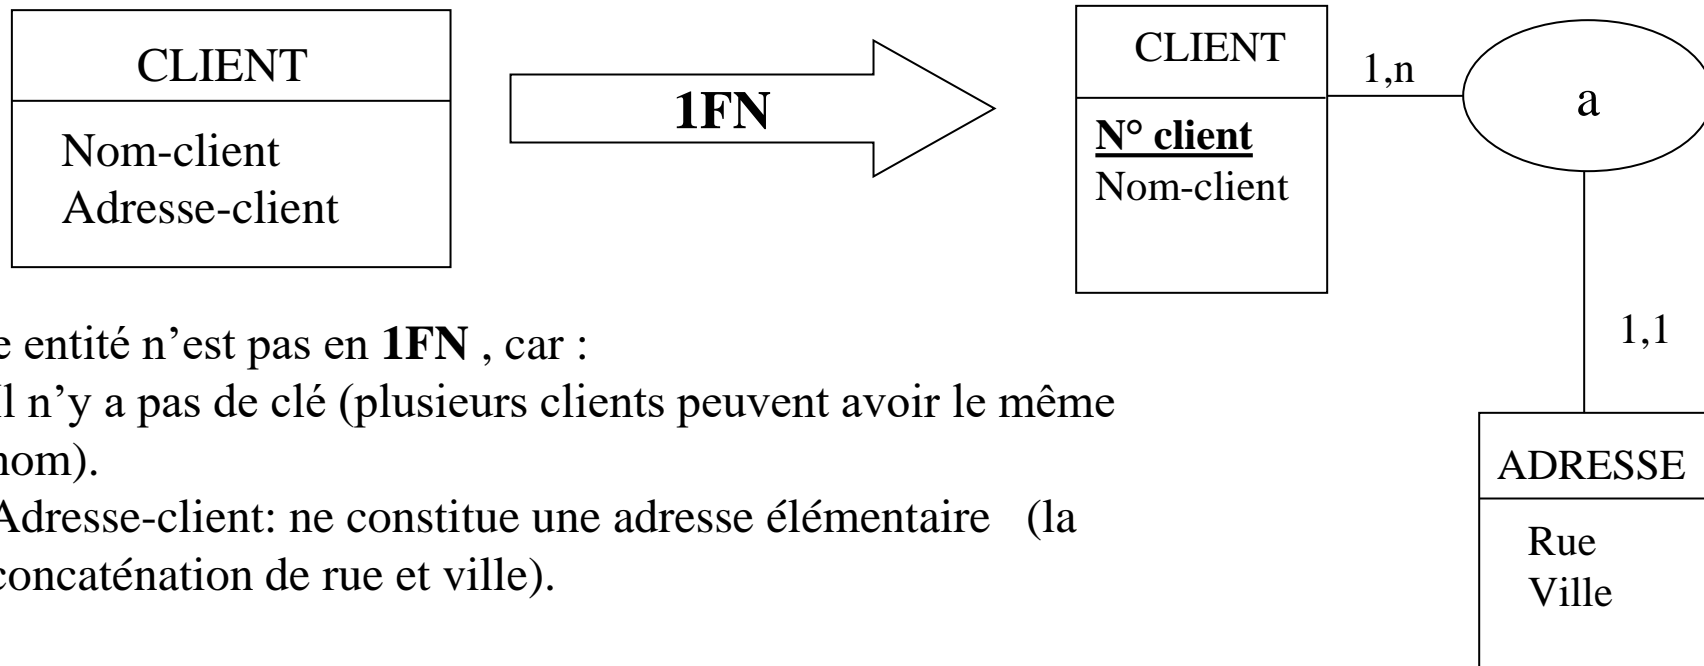 CLIENT
Nom-client
Adresse-client
1FN
CLIENT
N° client
Nom-client
1,n
a
1,1
ADRESSE
Rue
Ville
e entité n’est pas en 1FN , car :
Il n’y a pas de clé (plusieurs clients peuvent avoir le même
nom).
Adresse-client: ne constitue une adresse élémentaire (la
concaténation de rue et ville).